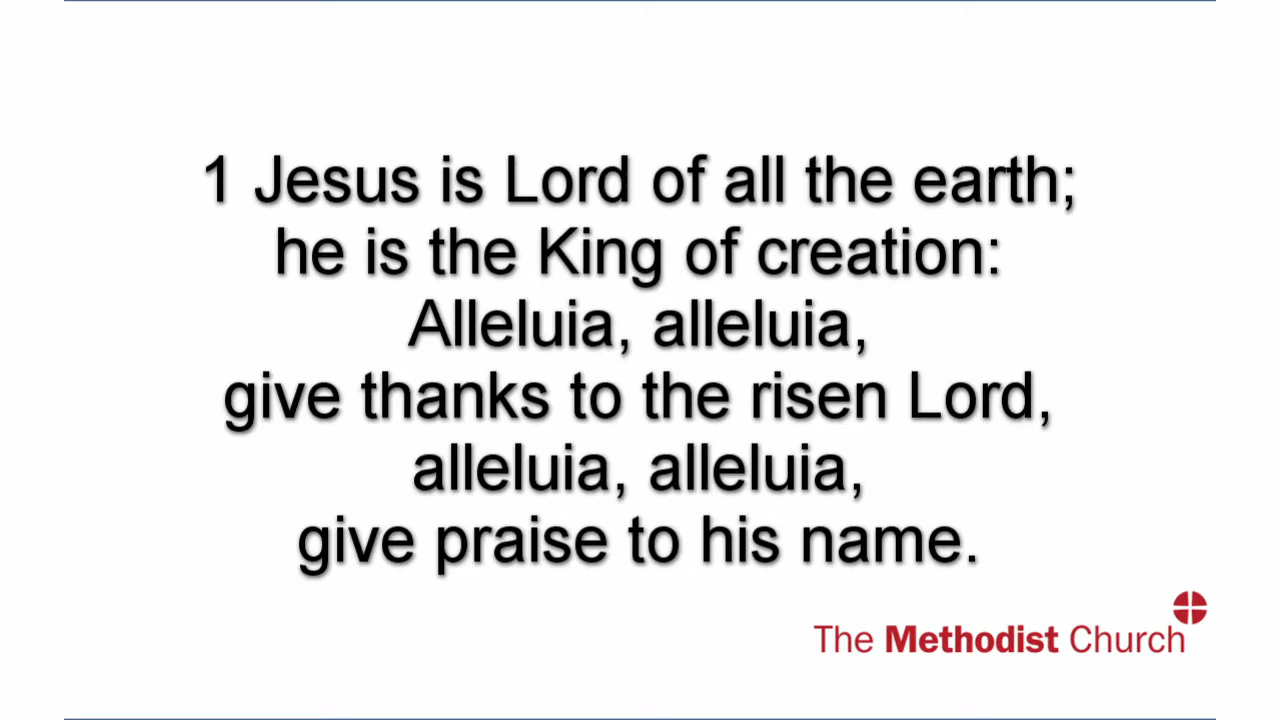 1 Jesus is Lord of all the earth;
he is the King of creation:
Alleluia, alleluia,
give thanks to the risen Lord,
alleluia, alleluia,
give praise to his name.
The Methodist Church